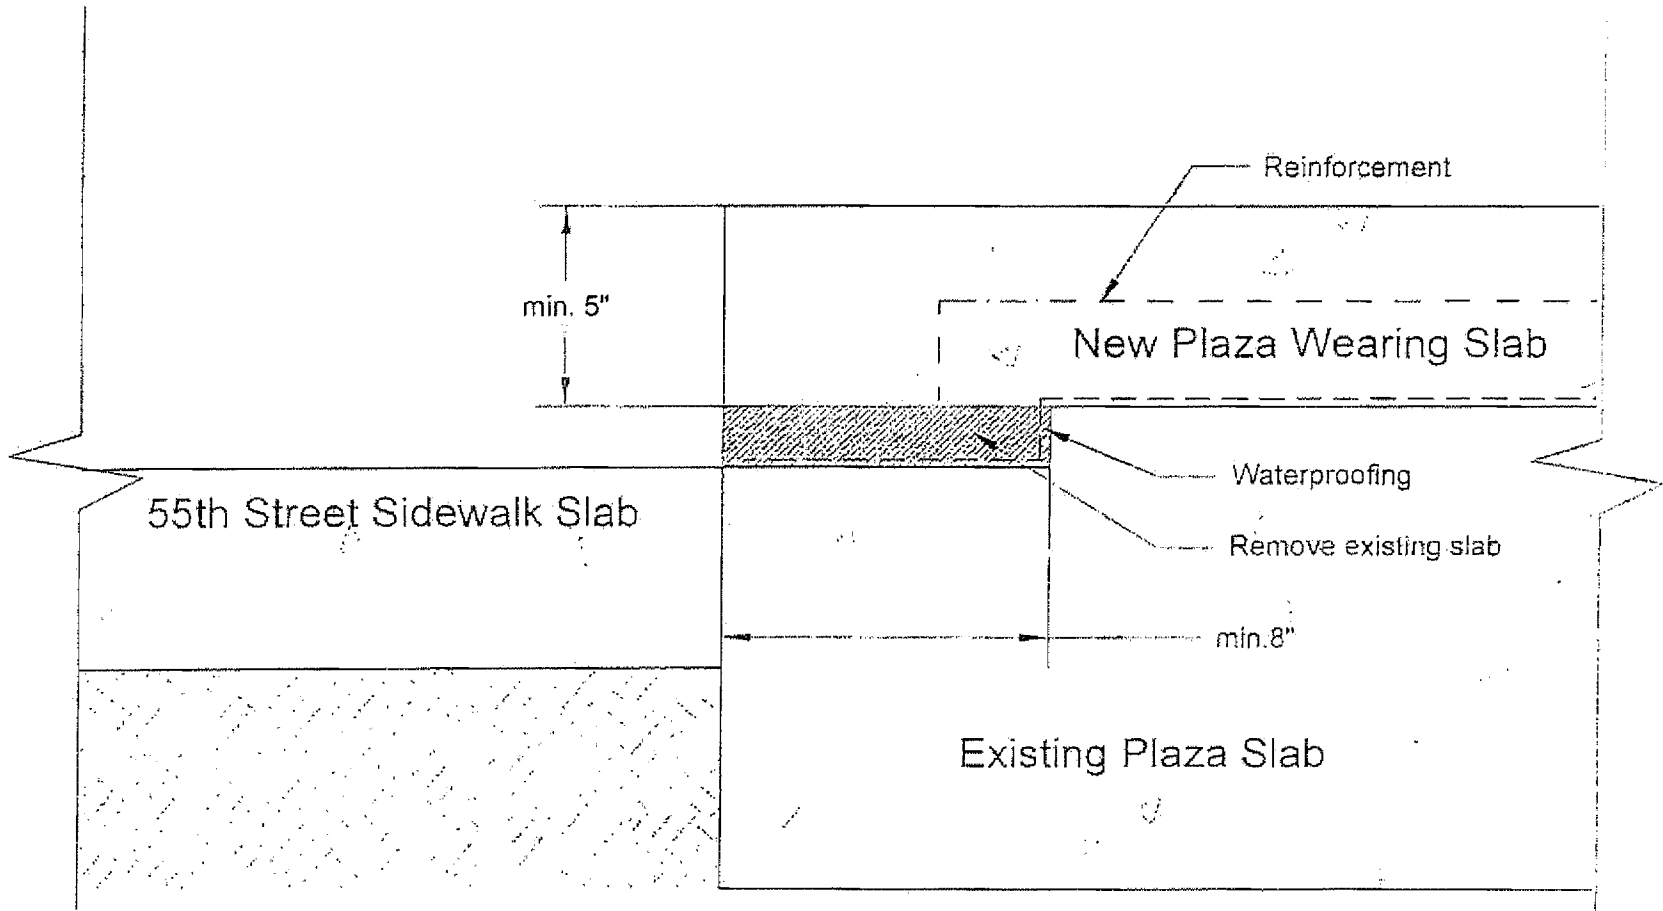 Reinforcement
min. 5"
New Plaza Wearing Slab
Waterproofing
55th Street Sidewalk Slab
Remove existing slab
min.8"
Existing Plaza Slab